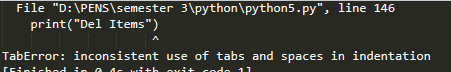 File "D:\PENS\semester 3\python\python5.py", line 146
print("Del Items")
^
TabError: inconsistent use of tabs and spaces in indentation
[Finished in 0.4s with exit code 1]